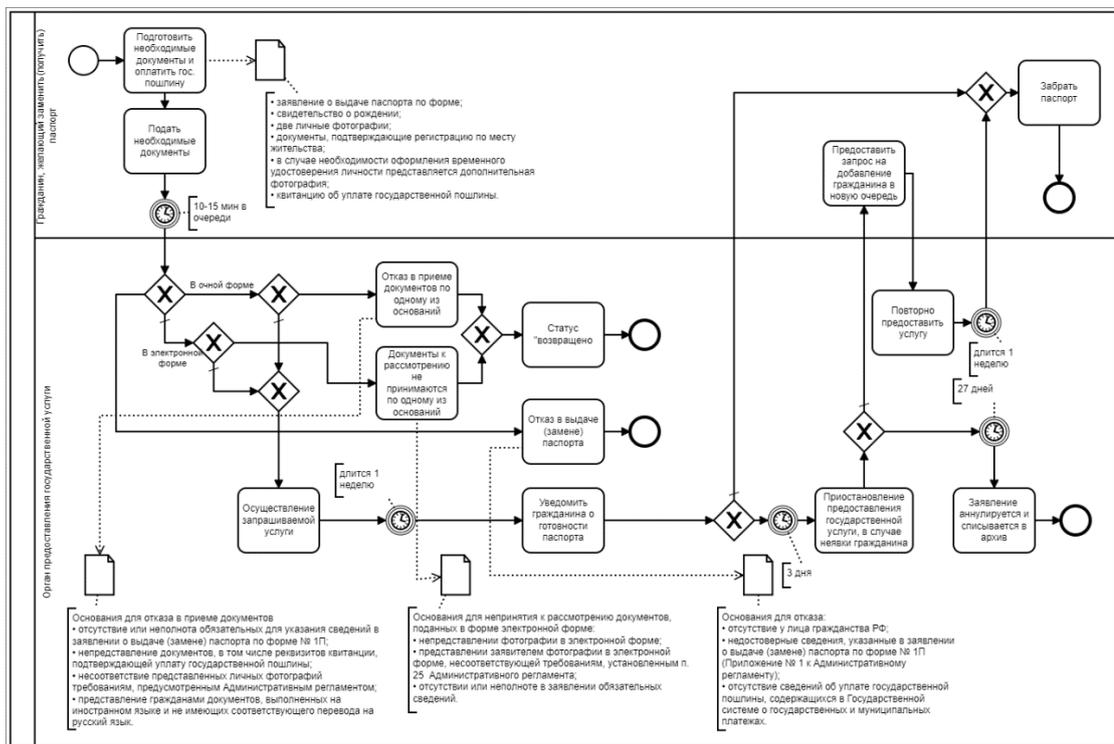 Гражданин, желающий заменить (получить)
паспорт
Подготовить
необходимые
документы и
оплатить гос.
пошлину
• заявление о выдаче паспорта по форме;
• свидетельство о рождении;
• две личные фотографии;
• документы, подтверждающие регистрацию по месту
жительства;
• в случае необходимости оформления временного
удостоверения личности представляется дополнительная
фотография;
• квитанцию об уплате государственной пошлины.
Подать
необходимые
документы
10-15 мин в
очереди
Предоставить
запрос на
добавление
гражданина в
новую очередь
Забрать
паспорт
Орган предоставления государственной услуги
В очной форме
В электронной
форме
Отказ в приеме
документов по
одному из
оснований
Документы к
рассмотрению
не
принимаются
по одному из
оснований
Статус
"возвращено
Отказ в выдаче
(замене)
паспорта
Повторно
предоставить
услугу
длится 1
неделю
27 дней
длится 1
неделю
Осуществление
запрашиваемой
услуги
Уведомить
гражданина о
готовности
паспорта
3 дня
Приостановление
предоставления
государственной
услуги, в случае
неявки гражданина
Заявление
аннулируется и
списывается в
архив
Основания для отказа в приеме документов
• отсутствие или неполнота обязательных для указания сведений в
заявлении о выдаче (замене) паспорта по форме № 1П;
• непредставление документов, в том числе реквизитов квитанции,
подтверждающей уплату государственной пошлины;
• несоответствие представленных личных фотографий
требованиям, предусмотренным Административным регламентом;
• представление гражданами документов, выполненных на
иностранном языке и не имеющих соответствующего перевода на
русский язык.
Основания для непринятия к рассмотрению документов,
поданных в форме электронной форме:
• непредставлении фотографии в электронной форме;
• представлении заявителем фотографии в электронной
форме, несоответствующей требованиям, установленным п.
25 Административного регламента;
• отсутствии или неполноте в заявлении обязательных
сведений.
Основания для отказа:
• отсутствие у лица гражданства РФ;
• недостоверные сведения, указанные в заявлении
о выдаче (замене) паспорта по форме № 1П
(Приложение № 1 к Административному
регламенту);
• отсутствие сведений об уплате государственной
пошлины, содержащихся в Государственной
системе о государственных и муниципальных
платежах.